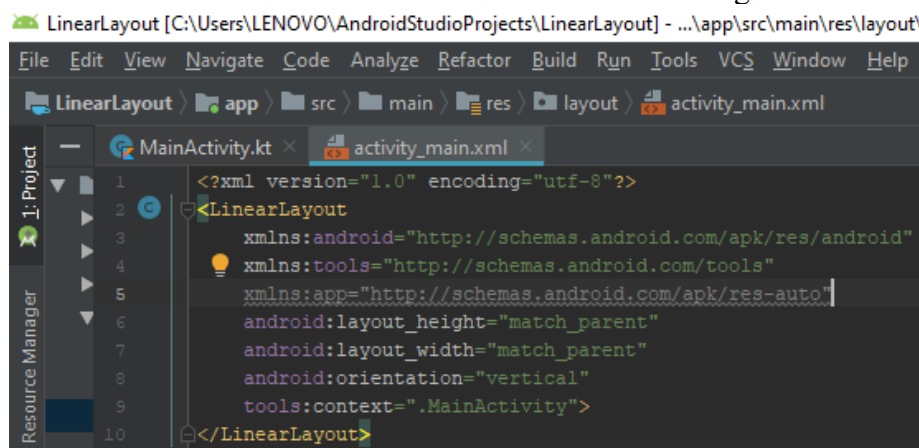 LinearLayout [C:\Users\LENOVO\AndroidStudioProjects\LinearLayout] - ...\app\src\main\res\layout\
File Edit View Navigate Code Analyze Refactor Build Run Tools VCS Window Help
LinearLayout app src main res layout activity_main.xml
MainActivity.kt activity_main.xml
1: Project
Resource Manager
1 <?xml version="1.0" encoding="utf-8"?>
2 <LinearLayout
3 xmlns:android="http://schemas.android.com/apk/res/android"
4 xmlns:tools="http://schemas.android.com/tools"
5 xmlns:app="http://schemas.android.com/apk/res-auto"
6 android:layout_height="match_parent"
7 android:layout_width="match_parent"
8 android:orientation="vertical"
9 tools:context=".MainActivity">
10 </LinearLayout>